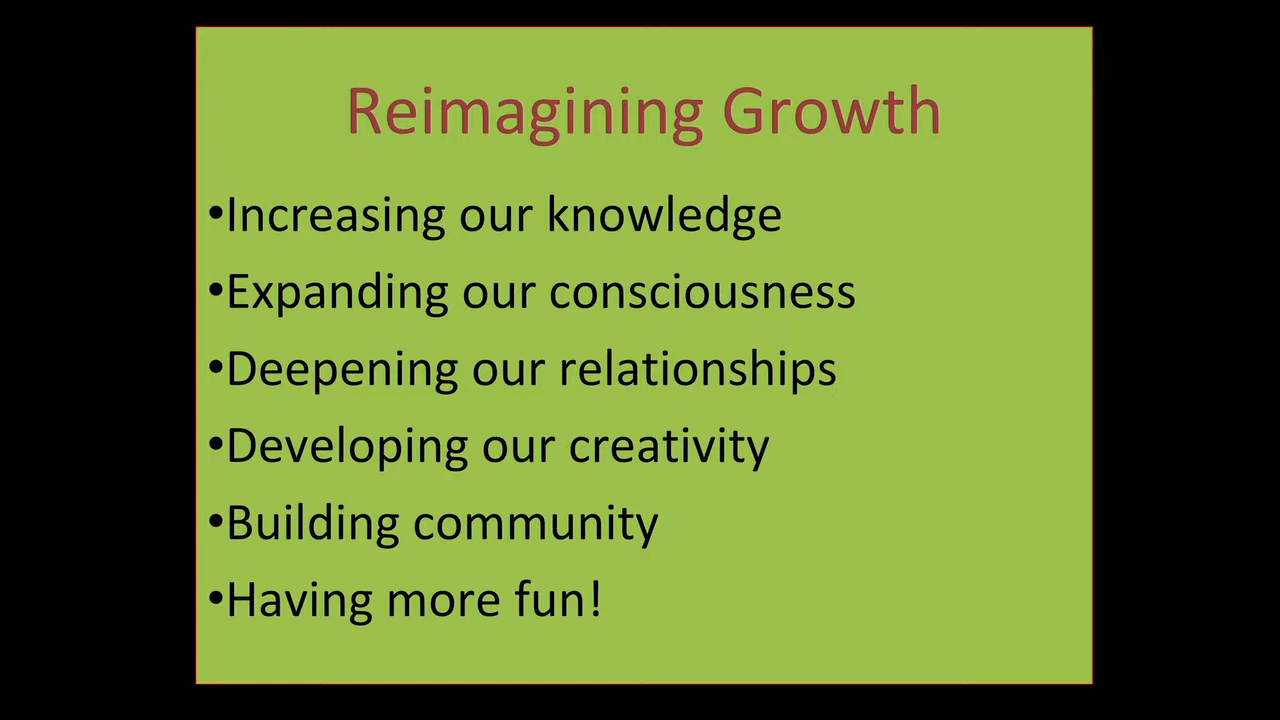 Reimagining Growth
•Increasing our knowledge
•Expanding our consciousness
•Deepening our relationships
•Developing our creativity
•Building community
•Having more fun!